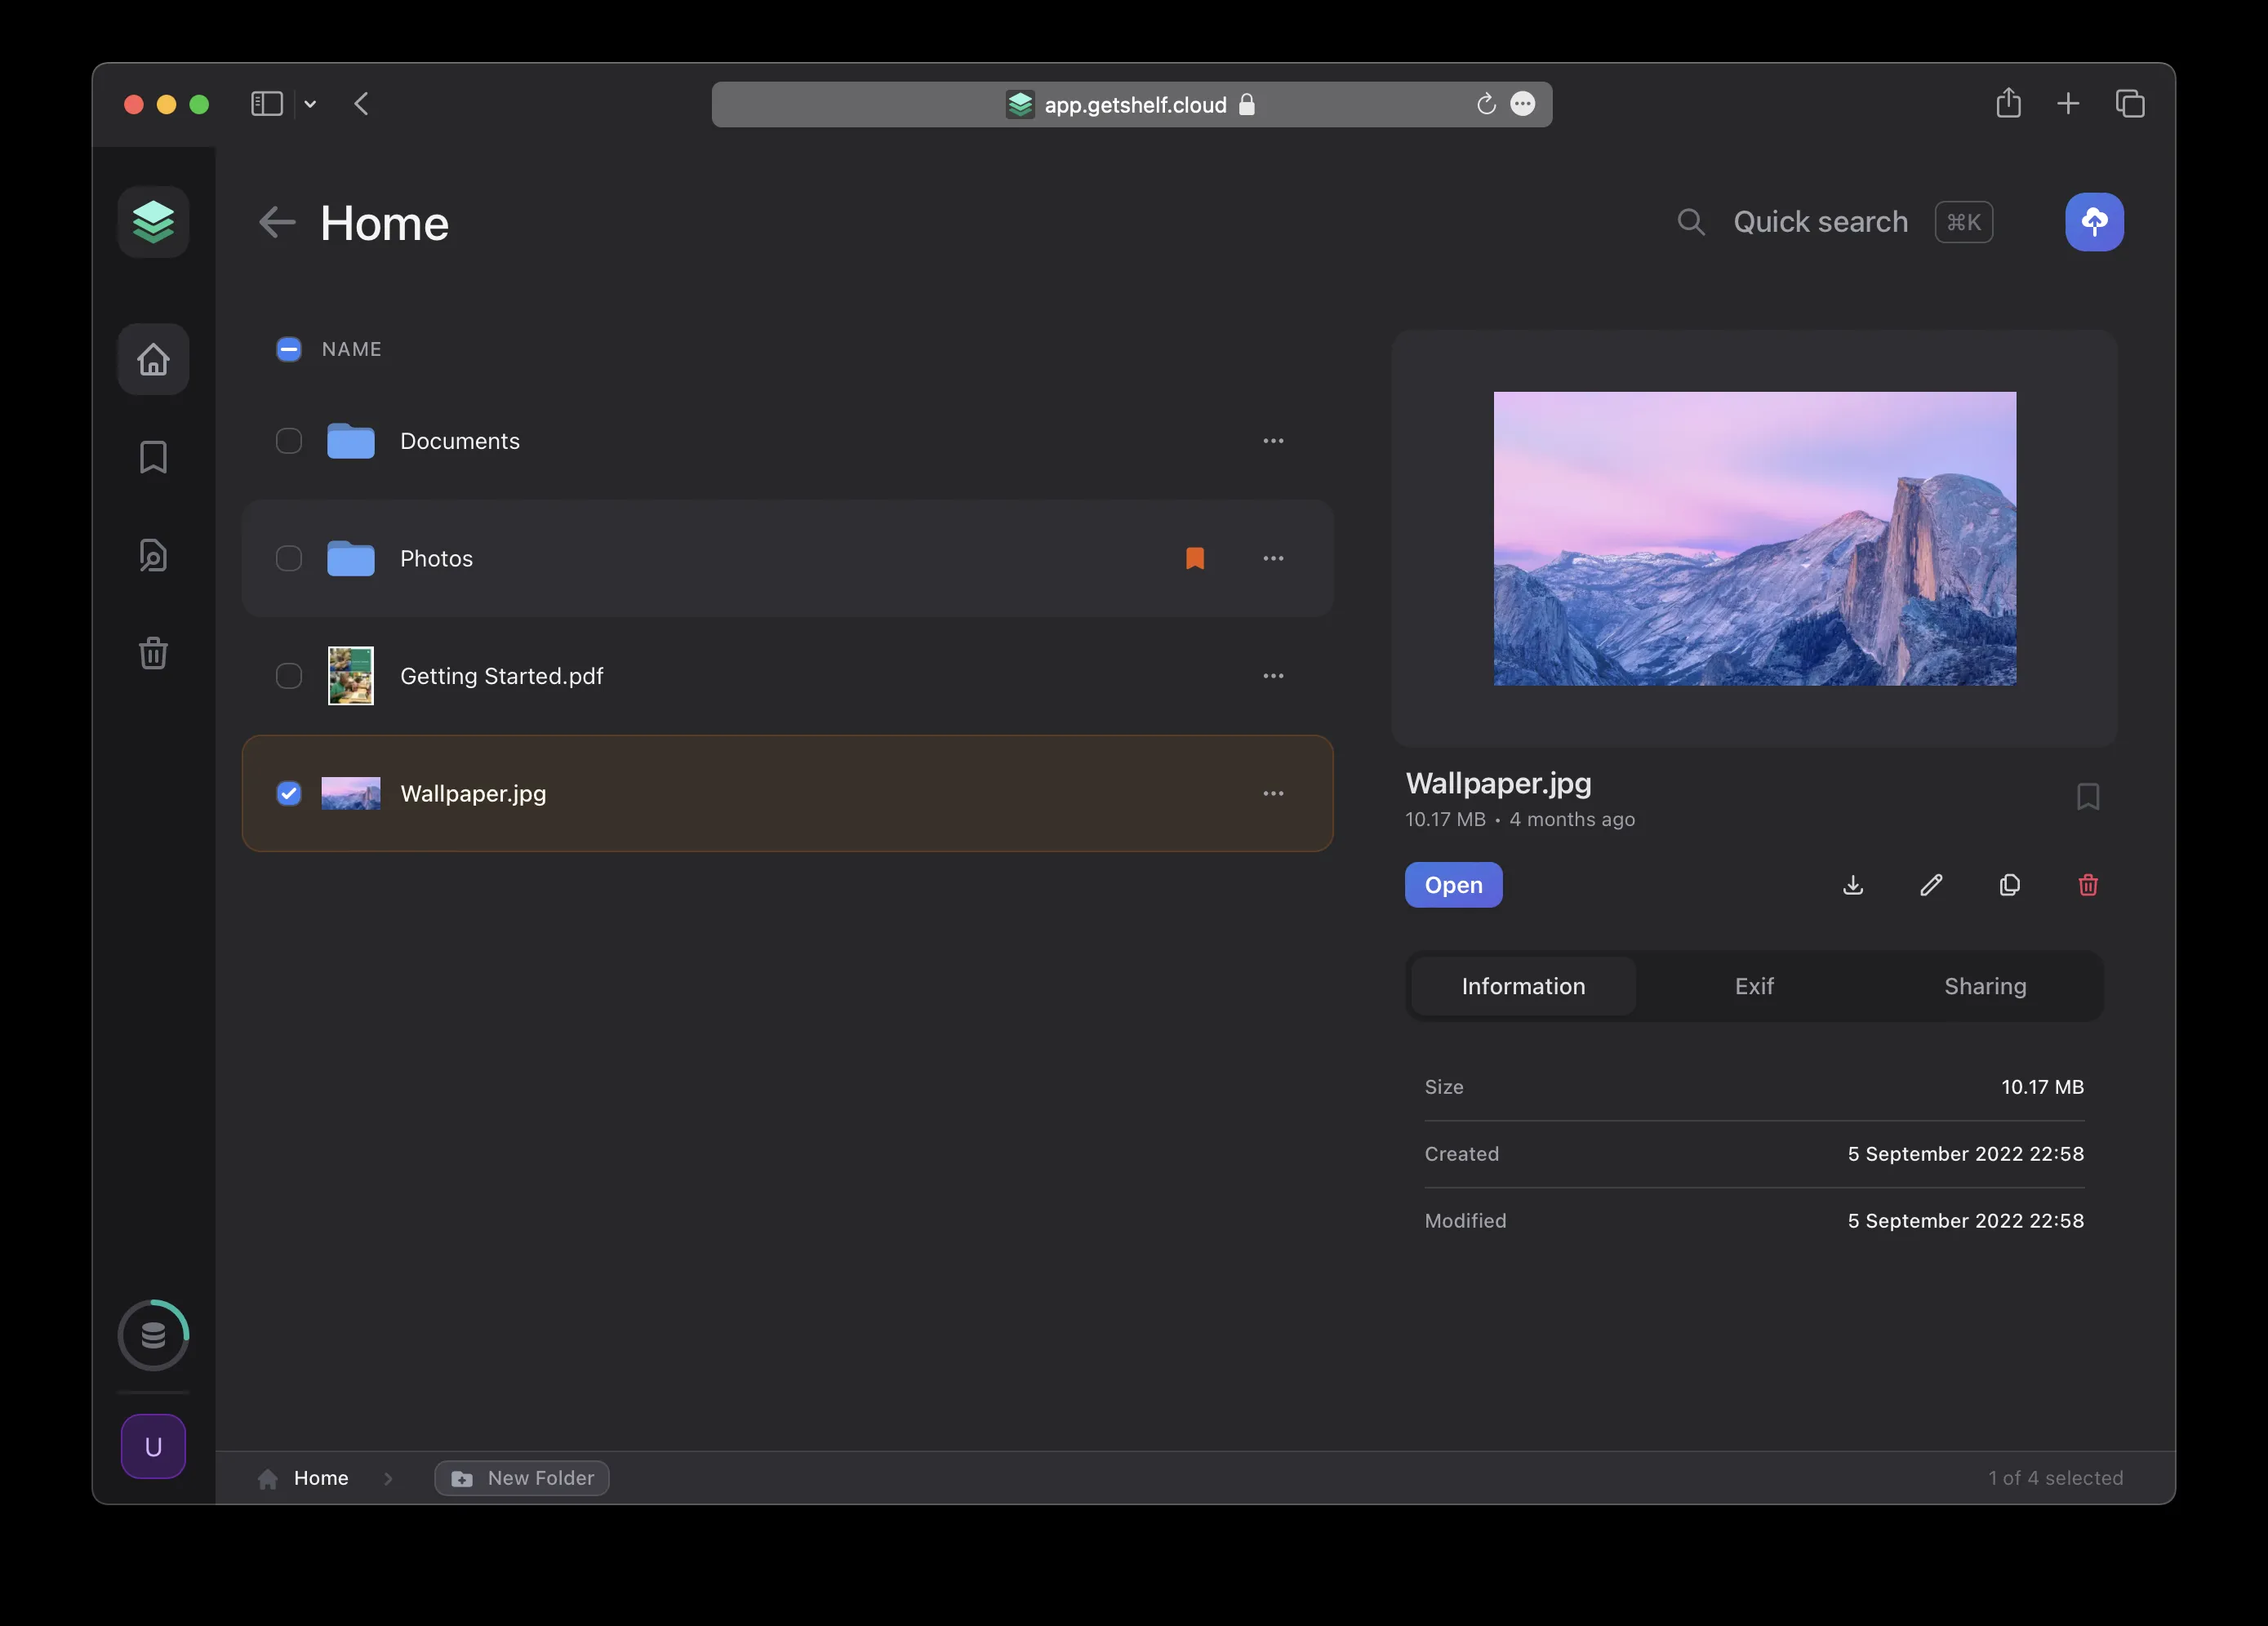 app.getshelf.cloud
Home
Quick search ⌘K
NAME
Documents
Photos
Getting Started.pdf
Wallpaper.jpg
Wallpaper.jpg
10.17 MB • 4 months ago
Open
Information Exif Sharing
Size 10.17 MB
Created 5 September 2022 22:58
Modified 5 September 2022 22:58
U
Home New Folder 1 of 4 selected